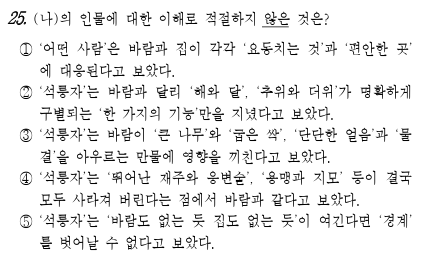 25. (나)의 인물에 대한 이해로 적절하지 않은 것은?
① ‘어떤 사람’은 바람과 집이 각각 ‘요동치는 것’과 ‘편안한 곳’
에 대응된다고 보았다.
② ‘석릉자’는 바람과 달리 ‘해와 달’, ‘추위와 더위’가 명확하게
구별되는 ‘한 가지의 기능’만을 지녔다고 보았다.
③ ‘석릉자’는 바람이 ‘큰 나무’와 ‘굽은 싹’, ‘단단한 얼음’과 ‘물
결’을 아우르는 만물에 영향을 끼친다고 보았다.
④ ‘석릉자’는 ‘뛰어난 재주와 응변술’, ‘용맹과 지모’ 등이 결국
모두 사라져 버린다는 점에서 바람과 같다고 보았다.
⑤ ‘석릉자’는 ‘바람도 없는 듯 집도 없는 듯’이 여긴다면 ‘경계’
를 벗어날 수 없다고 보았다.